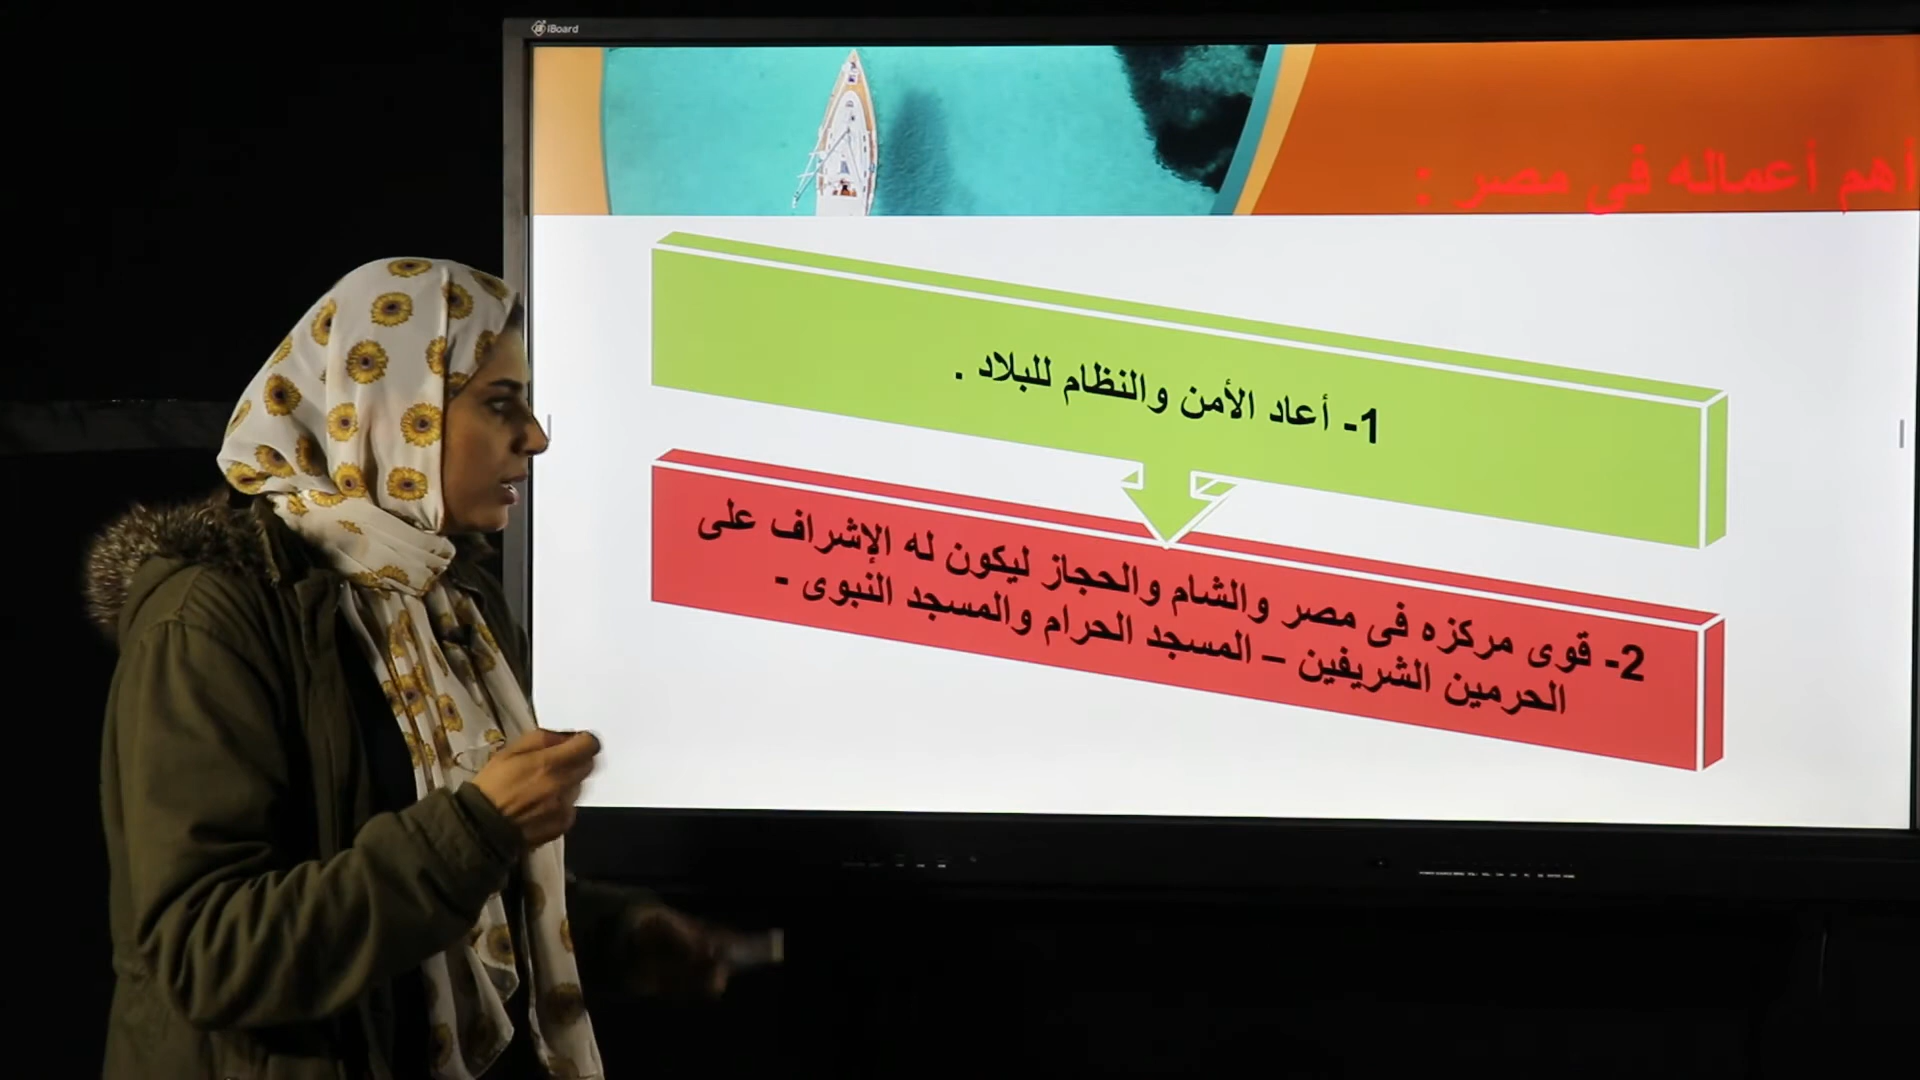 iBoard
أهم أعماله فى مصر :
1- أعاد الأمن والنظام للبلاد .
2- قوى مركزه فى مصر والشام والحجاز ليكون له الإشراف على
الحرمين الشريفين – المسجد الحرام والمسجد النبوى -